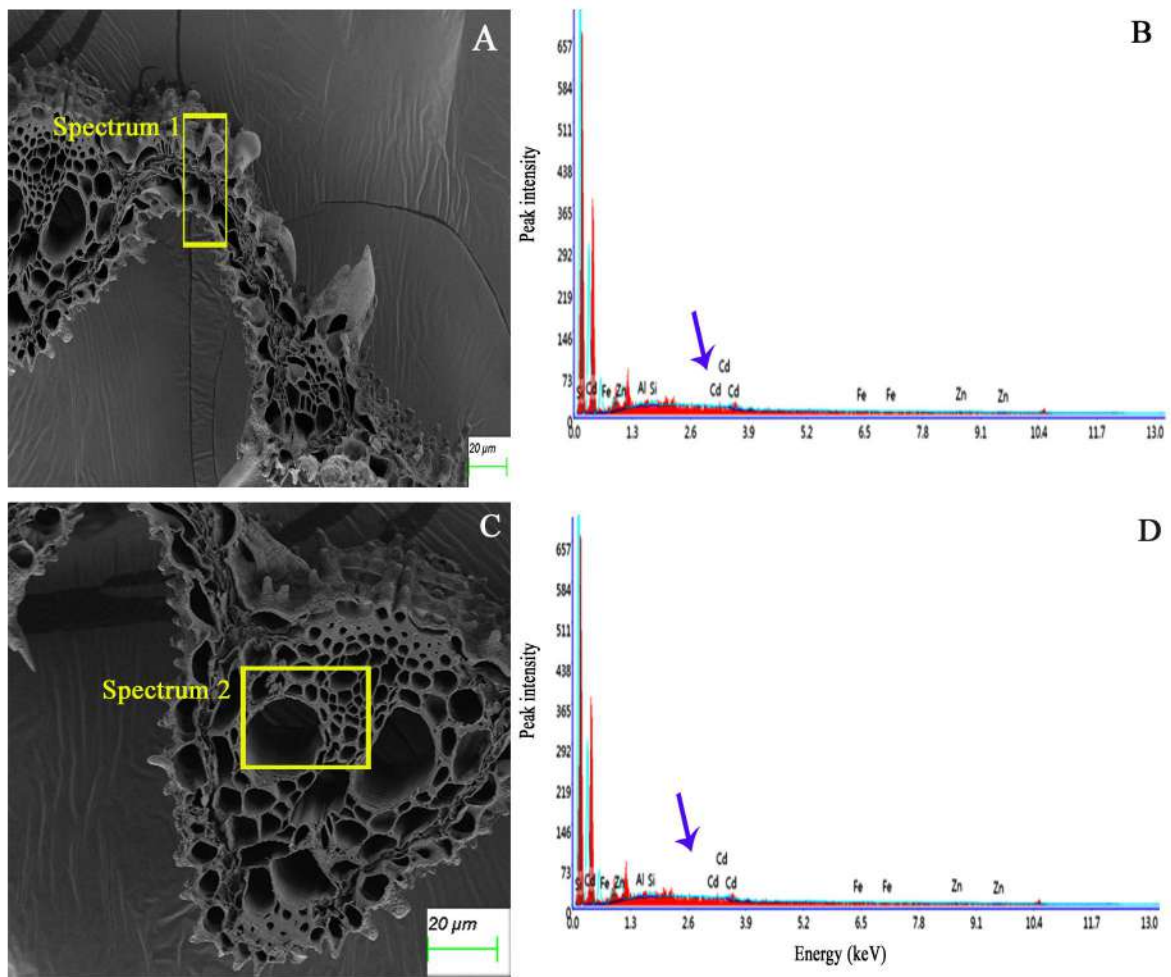 A
Spectrum 1
20 µm
B
657
584
511
438
365
292
219
146
73
0
Peak intensity
Cd
S Cd Fe Zn Al Si Cd Cd Fe Fe Zn Zn
0.0 1.3 2.6 3.9 5.2 6.5 7.8 9.1 10.4 11.7 13.0
C
Spectrum 2
20 µm
D
657
584
511
438
365
292
219
146
73
0
Peak intensity
Cd
S Cd Fe Zn Al Si Cd Cd Fe Fe Zn Zn
0.0 1.3 2.6 3.9 5.2 6.5 7.8 9.1 10.4 11.7 13.0
Energy (keV)